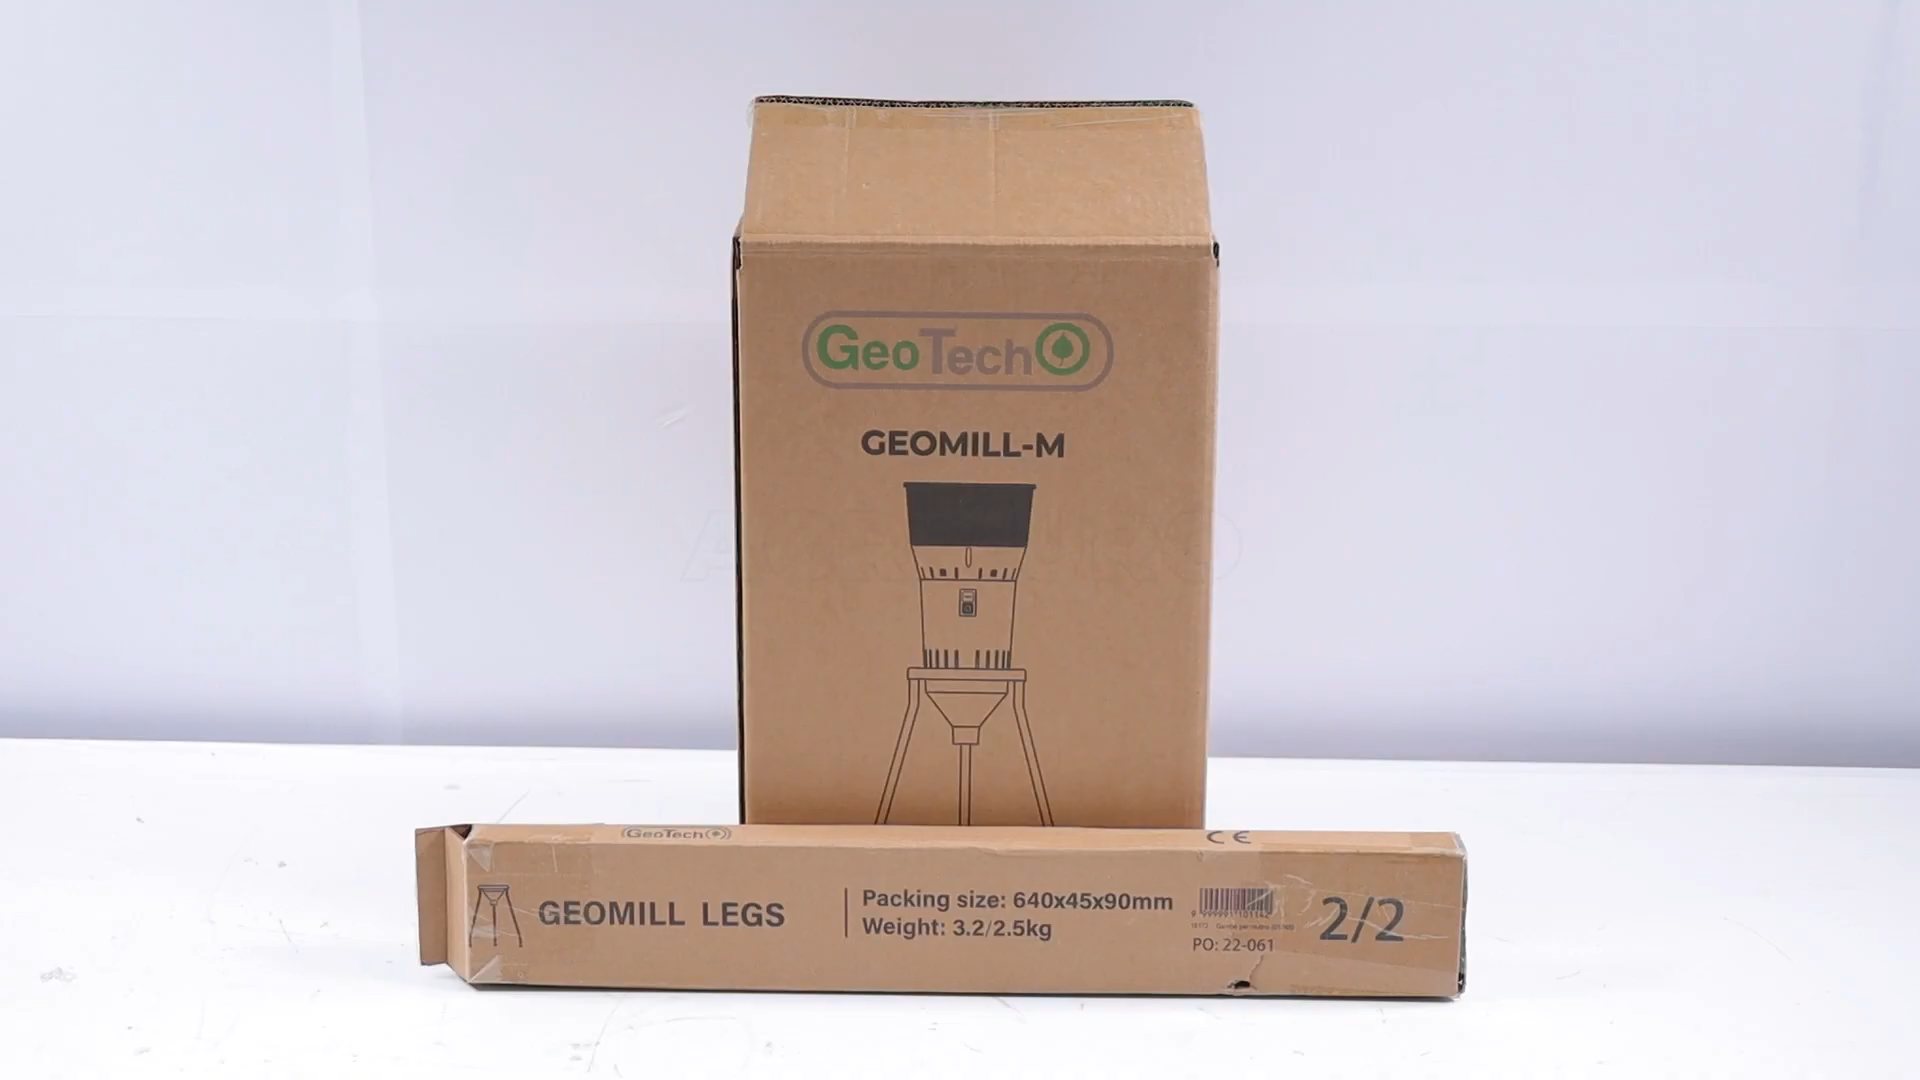 GeoTech
GEOMILL-M
AGRIEURO
GeoTech
CE
GEOMILL LEGS
Packing size: 640x45x90mm
Weight: 3.2/2.5kg
PO: 22-061
2/2